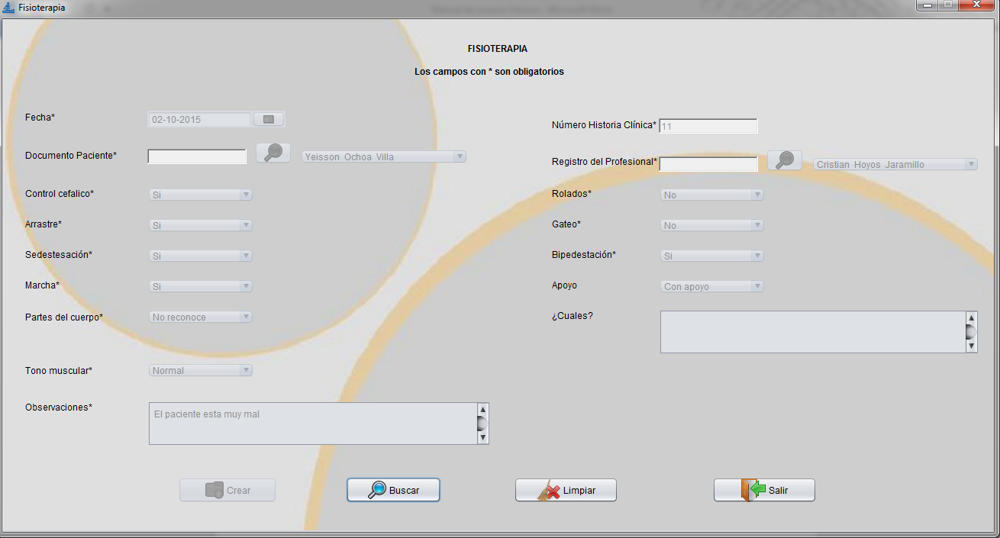 Fisioterapia
FISIOTERAPIA
Los campos con * son obligatorios
Fecha* 02-10-2015
Número Historia Clínica* 11
Documento Paciente* Yeisson Ochoa Villa
Registro del Profesional* Cristian Hoyos Jaramillo
Control cefalico* Si
Rolados* No
Arrastre* Si
Gateo* No
Sedestesación* Si
Bipedestación* Si
Marcha* Si
Apoyo Con apoyo
Partes del cuerpo* No reconoce
¿Cuales?
Tono muscular* Normal
Observaciones* El paciente esta muy mal
Crear Buscar Limpiar Salir